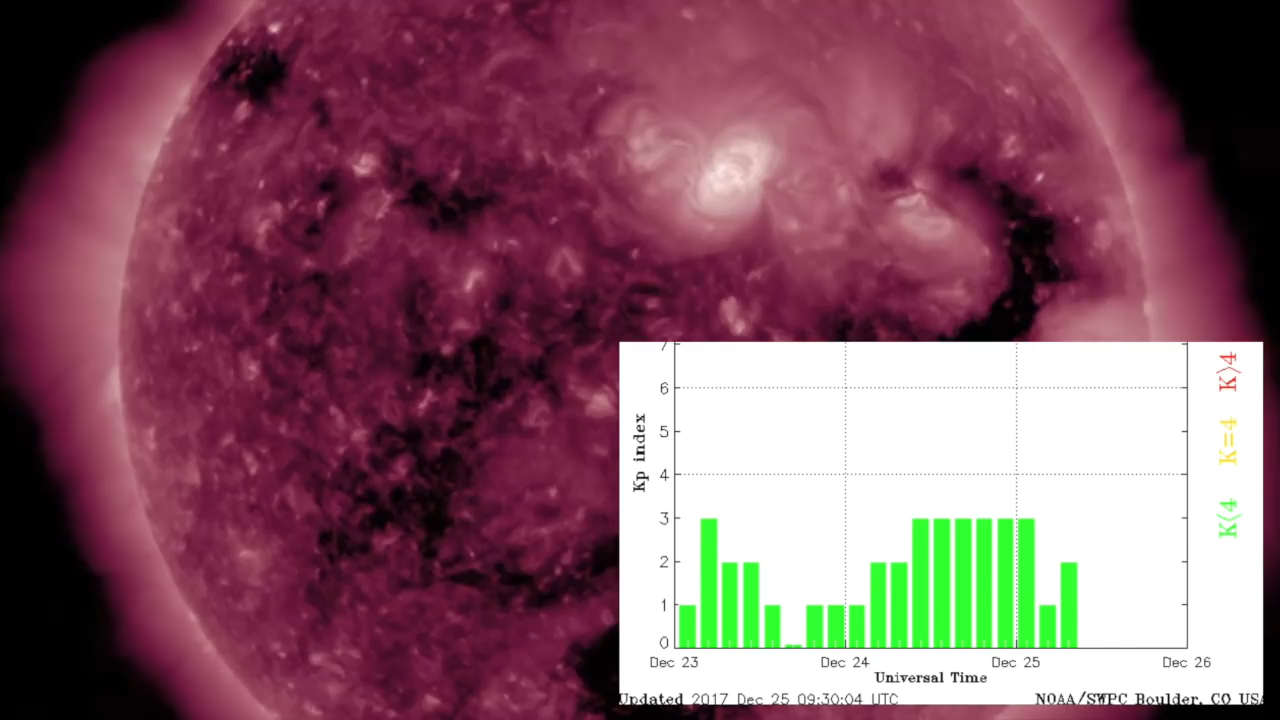 7
6
5
4
3
2
1
0
Kp index
Dec 23 Dec 24 Dec 25 Dec 26
Universal Time
Updated 2017 Dec 25 09:30:04 UTC NOAA/SWPC Boulder, CO USA
K>4
K=4
K<4